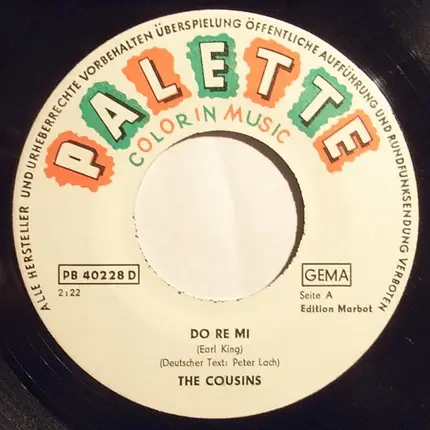 ALLE HERSTELLER UND URHEBERRECHTE VORBEHALTEN ÜBERSPIELUNG ÖFFENTLICHE AUFFÜHRUNG UND RUNDFUNKSENDUNG VERBOTEN
PALETTE
COLOR IN MUSIC
PB 40228 D
2:22
GEMA
Seite A
Edition Marbot
DO RE MI
(Earl King)
(Deutscher Text: Peter Lach)
THE COUSINS